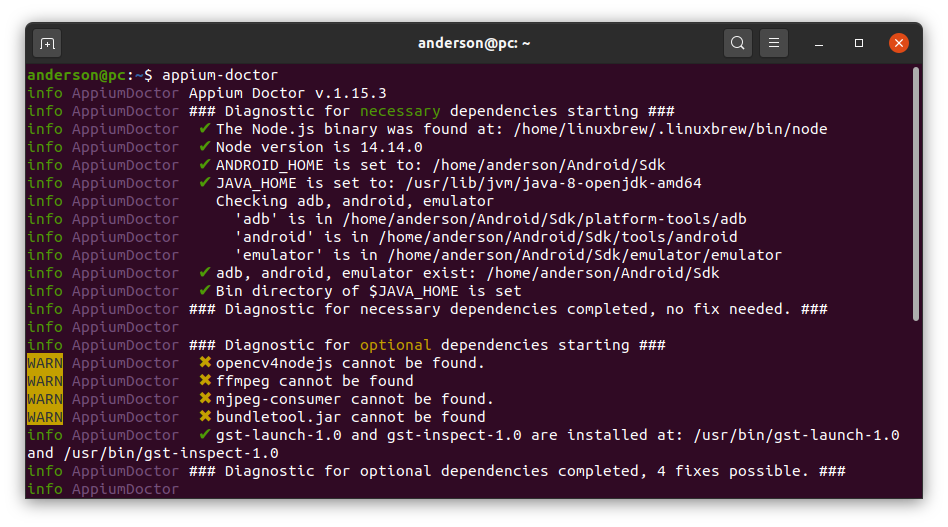 anderson@pc: ~
anderson@pc:~$ appium-doctor
info AppiumDoctor Appium Doctor v.1.15.3
info AppiumDoctor ### Diagnostic for necessary dependencies starting ###
info AppiumDoctor ✔ The Node.js binary was found at: /home/linuxbrew/.linuxbrew/bin/node
info AppiumDoctor ✔ Node version is 14.14.0
info AppiumDoctor ✔ ANDROID_HOME is set to: /home/anderson/Android/Sdk
info AppiumDoctor ✔ JAVA_HOME is set to: /usr/lib/jvm/java-8-openjdk-amd64
info AppiumDoctor Checking adb, android, emulator
info AppiumDoctor 'adb' is in /home/anderson/Android/Sdk/platform-tools/adb
info AppiumDoctor 'android' is in /home/anderson/Android/Sdk/tools/android
info AppiumDoctor 'emulator' is in /home/anderson/Android/Sdk/emulator/emulator
info AppiumDoctor ✔ adb, android, emulator exist: /home/anderson/Android/Sdk
info AppiumDoctor ✔ Bin directory of $JAVA_HOME is set
info AppiumDoctor ### Diagnostic for necessary dependencies completed, no fix needed. ###
info AppiumDoctor
info AppiumDoctor ### Diagnostic for optional dependencies starting ###
WARN AppiumDoctor ✖ opencv4nodejs cannot be found.
WARN AppiumDoctor ✖ ffmpeg cannot be found
WARN AppiumDoctor ✖ mjpeg-consumer cannot be found.
WARN AppiumDoctor ✖ bundletool.jar cannot be found
info AppiumDoctor ✔ gst-launch-1.0 and gst-inspect-1.0 are installed at: /usr/bin/gst-launch-1.0
and /usr/bin/gst-inspect-1.0
info AppiumDoctor ### Diagnostic for optional dependencies completed, 4 fixes possible. ###
info AppiumDoctor